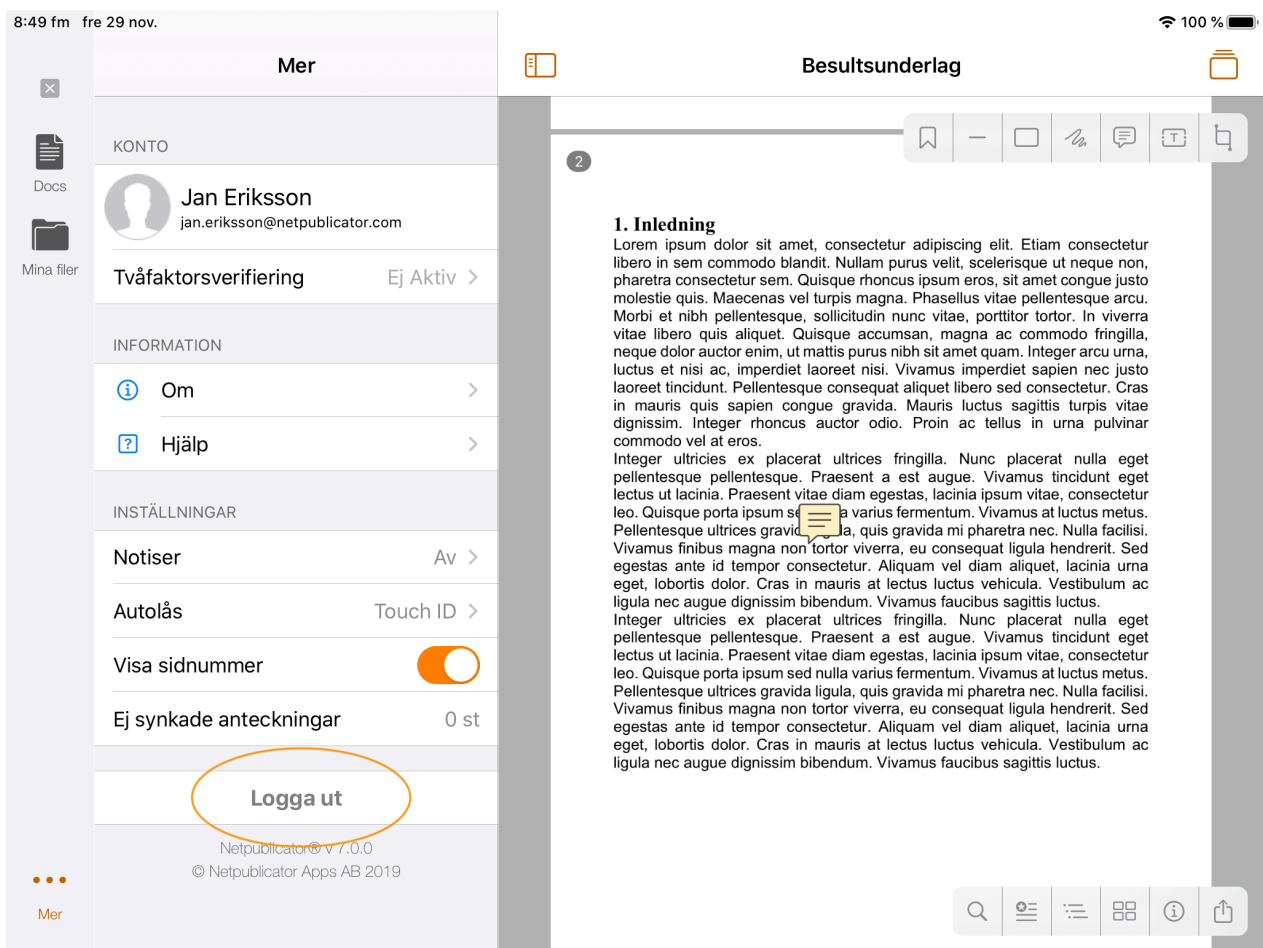 8:49 fm fre 29 nov.
100 %
Mer
Docs
Mina filer
KONTO
Jan Eriksson
jan.eriksson@netpublicator.com
Tvåfaktorsverifiering Ej Aktiv
INFORMATION
Om
Hjälp
INSTÄLLNINGAR
Notiser Av
Autolås Touch ID
Visa sidnummer
Ej synkade anteckningar 0 st
Logga ut
Netpublicator® v 7.0.0
© Netpublicator Apps AB 2019
Mer
Besultsunderlag
2
T
1. Inledning
Lorem ipsum dolor sit amet, consectetur adipiscing elit. Etiam consectetur
libero in sem commodo blandit. Nullam purus velit, scelerisque ut neque non,
pharetra consectetur sem. Quisque rhoncus ipsum eros, sit amet congue justo
molestie quis. Maecenas vel turpis magna. Phasellus vitae pellentesque arcu.
Morbi et nibh pellentesque, sollicitudin nunc vitae, porttitor tortor. In viverra
vitae libero quis aliquet. Quisque accumsan, magna ac commodo fringilla,
neque dolor auctor enim, ut mattis purus nibh sit amet quam. Integer arcu urna,
luctus et nisi ac, imperdiet laoreet nisi. Vivamus imperdiet sapien nec justo
laoreet tincidunt. Pellentesque consequat aliquet libero sed consectetur. Cras
in mauris quis sapien congue gravida. Mauris luctus sagittis turpis vitae
dignissim. Integer rhoncus auctor odio. Proin ac tellus in urna pulvinar
commodo vel at eros.
Integer ultricies ex placerat ultrices fringilla. Nunc placerat nulla eget
pellentesque pellentesque. Praesent a est augue. Vivamus tincidunt eget
lectus ut lacinia. Praesent vitae diam egestas, lacinia ipsum vitae, consectetur
leo. Quisque porta ipsum varius fermentum. Vivamus at luctus metus.
Pellentesque ultrices quis gravida mi pharetra nec. Nulla facilisi.
Vivamus finibus magna non tortor viverra, eu consequat ligula hendrerit. Sed
egestas ante id tempor consectetur. Aliquam vel diam aliquet, lacinia urna
eget, lobortis dolor. Cras in mauris at lectus luctus vehicula. Vestibulum ac
ligula nec augue dignissim bibendum. Vivamus faucibus sagittis luctus.
Integer ultricies ex placerat ultrices fringilla. Nunc placerat nulla eget
pellentesque pellentesque. Praesent a est augue. Vivamus tincidunt eget
lectus ut lacinia. Praesent vitae diam egestas, lacinia ipsum vitae, consectetur
leo. Quisque porta ipsum sed nulla varius fermentum. Vivamus at luctus metus.
Pellentesque ultrices gravida ligula, quis gravida mi pharetra nec. Nulla facilisi.
Vivamus finibus magna non tortor viverra, eu consequat ligula hendrerit. Sed
egestas ante id tempor consectetur. Aliquam vel diam aliquet, lacinia urna
eget, lobortis dolor. Cras in mauris at lectus luctus vehicula. Vestibulum ac
ligula nec augue dignissim bibendum. Vivamus faucibus sagittis luctus.